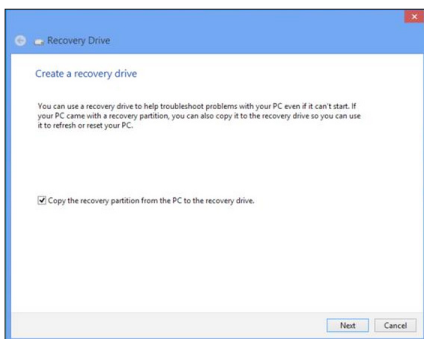 Recovery Drive
Create a recovery drive
You can use a recovery drive to help troubleshoot problems with your PC even if it can't start. If
your PC came with a recovery partition, you can also copy it to the recovery drive so you can use
it to refresh or reset your PC.
Copy the recovery partition from the PC to the recovery drive.
Next Cancel